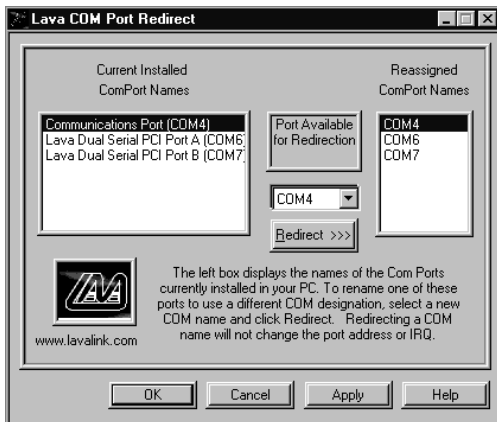 Lava COM Port Redirect
Current Installed
ComPort Names
Reassigned
ComPort Names
Communications Port (COM4)
Lava Dual Serial PCI Port A (COM6
Lava Dual Serial PCI Port B (COM7
Port Available
for Redirection
COM4
Redirect >>>
COM4
COM6
COM7
LAVA
www.lavalink.com
The left box displays the names of the Com Ports
currently installed in your PC. To rename one of these
ports to use a different COM designation, select a new
COM name and click Redirect. Redirecting a COM
name will not change the port address or IRQ.
OK
Cancel
Apply
Help